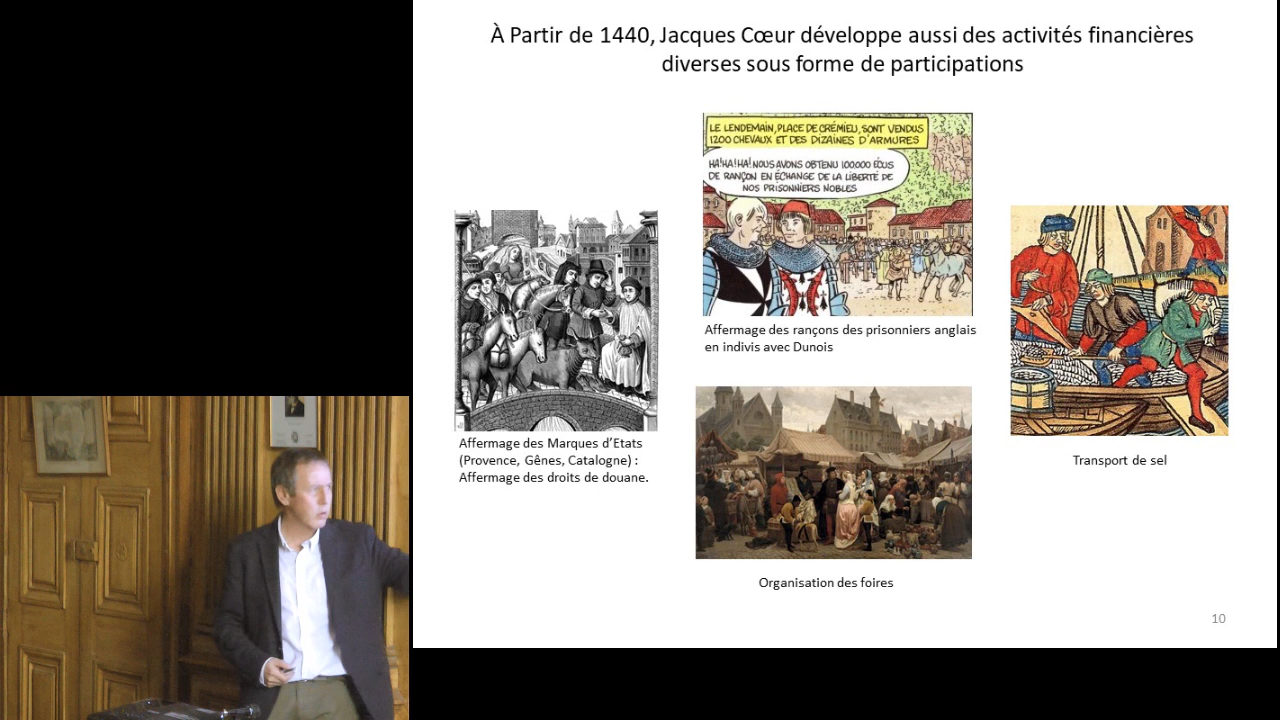 À Partir de 1440, Jacques Cœur développe aussi des activités financières
diverses sous forme de participations
LE LENDEMAIN, PLACE DE CRÉMIEU, SONT VENDUS
1200 CHEVAUX ET DES DIZAINES D'ARMURES
HA!HA!HA! NOUS AVONS OBTENU 100000 ÉCUS
DE RANÇON EN ÉCHANGE DE LA LIBERTÉ DE
NOS PRISONNIERS NOBLES
Affermage des rançons des prisonniers anglais
en indivis avec Dunois
Affermage des Marques d'Etats
(Provence, Gênes, Catalogne) :
Affermage des droits de douane.
Transport de sel
Organisation des foires
10